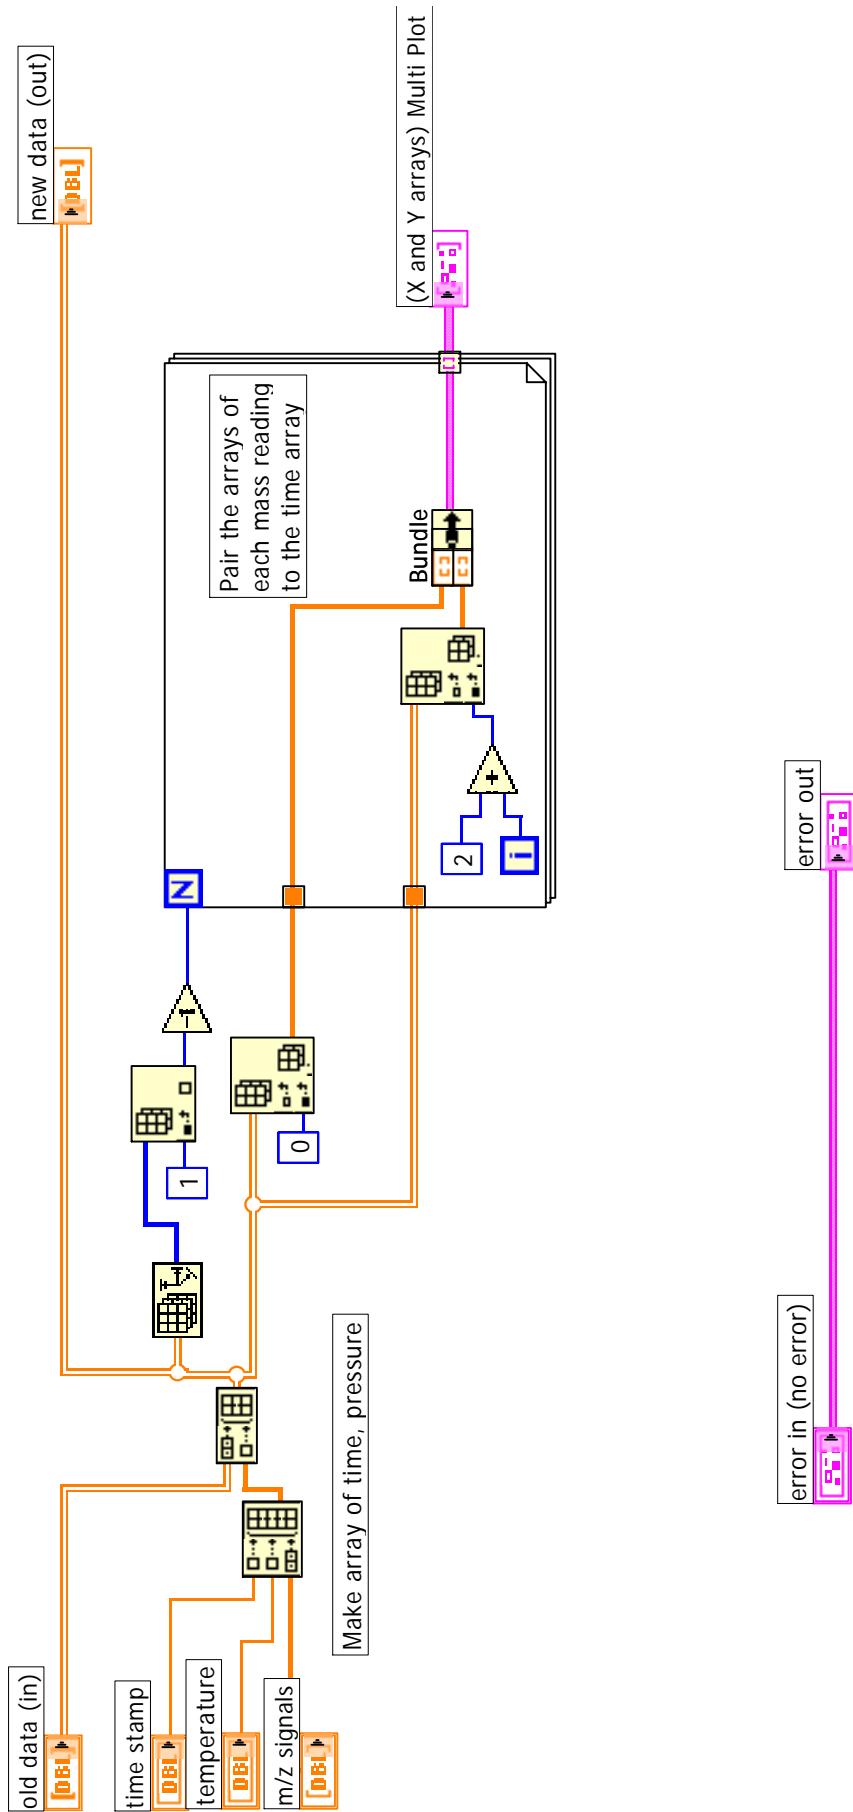 old data (in)
[DBL]
time stamp
DBL
temperature
DBL
m/z signals
[DBL]
Make array of time, pressure
1
0
N
2
i
Pair the arrays of
each mass reading
to the time array
Bundle
new data (out)
[DBL]
(X and Y arrays) Multi Plot
error in (no error)
error out